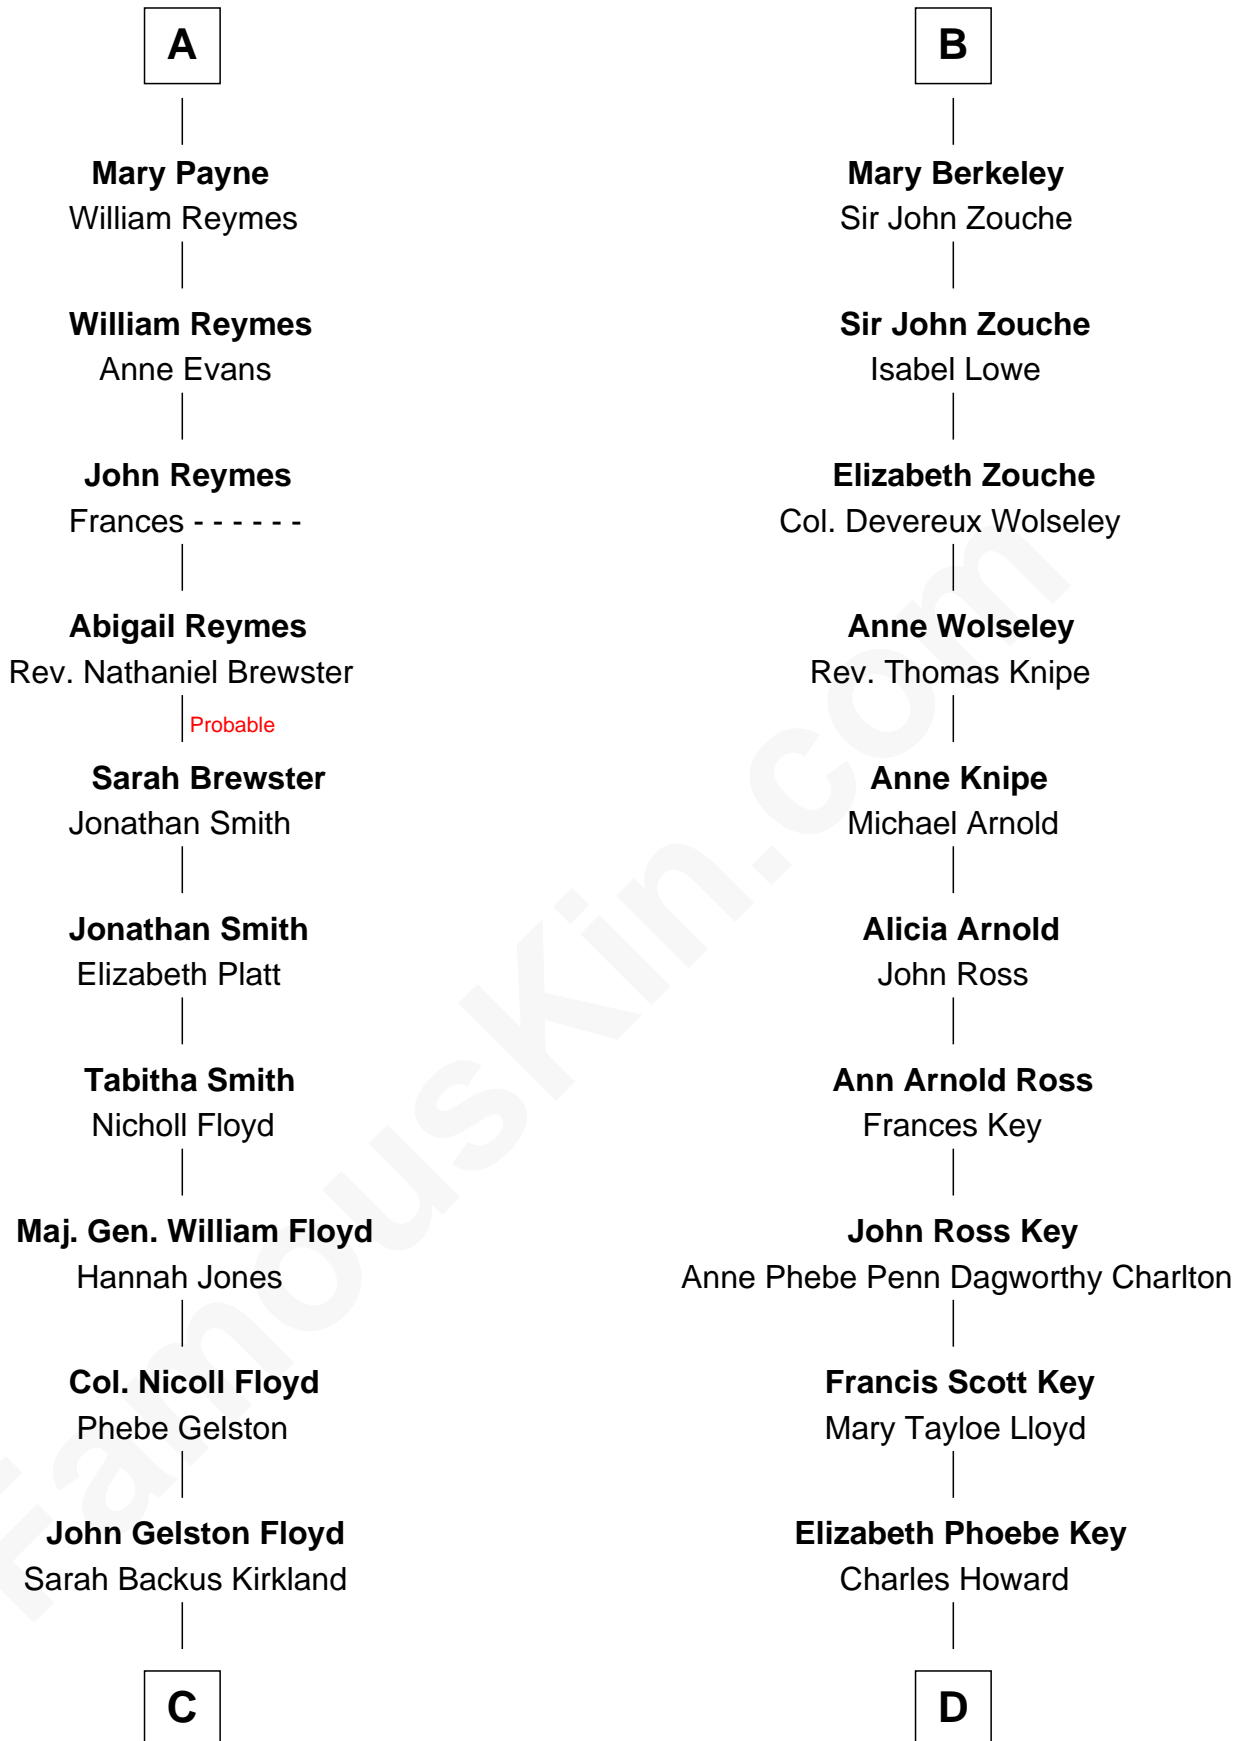 A
Mary Payne
William Reymes
William Reymes
Anne Evans
John Reymes
Frances - - - - - -
Abigail Reymes
Rev. Nathaniel Brewster
Probable
Sarah Brewster
Jonathan Smith
Jonathan Smith
Elizabeth Platt
Tabitha Smith
Nicholl Floyd
Maj. Gen. William Floyd
Hannah Jones
Col. Nicoll Floyd
Phebe Gelston
John Gelston Floyd
Sarah Backus Kirkland
C
B
Mary Berkeley
Sir John Zouche
Sir John Zouche
Isabel Lowe
Elizabeth Zouche
Col. Devereux Wolseley
Anne Wolseley
Rev. Thomas Knipe
Anne Knipe
Michael Arnold
Alicia Arnold
John Ross
Ann Arnold Ross
Frances Key
John Ross Key
Anne Phebe Penn Dagworthy Charlton
Francis Scott Key
Mary Tayloe Lloyd
Elizabeth Phoebe Key
Charles Howard
D
FamousKin.com